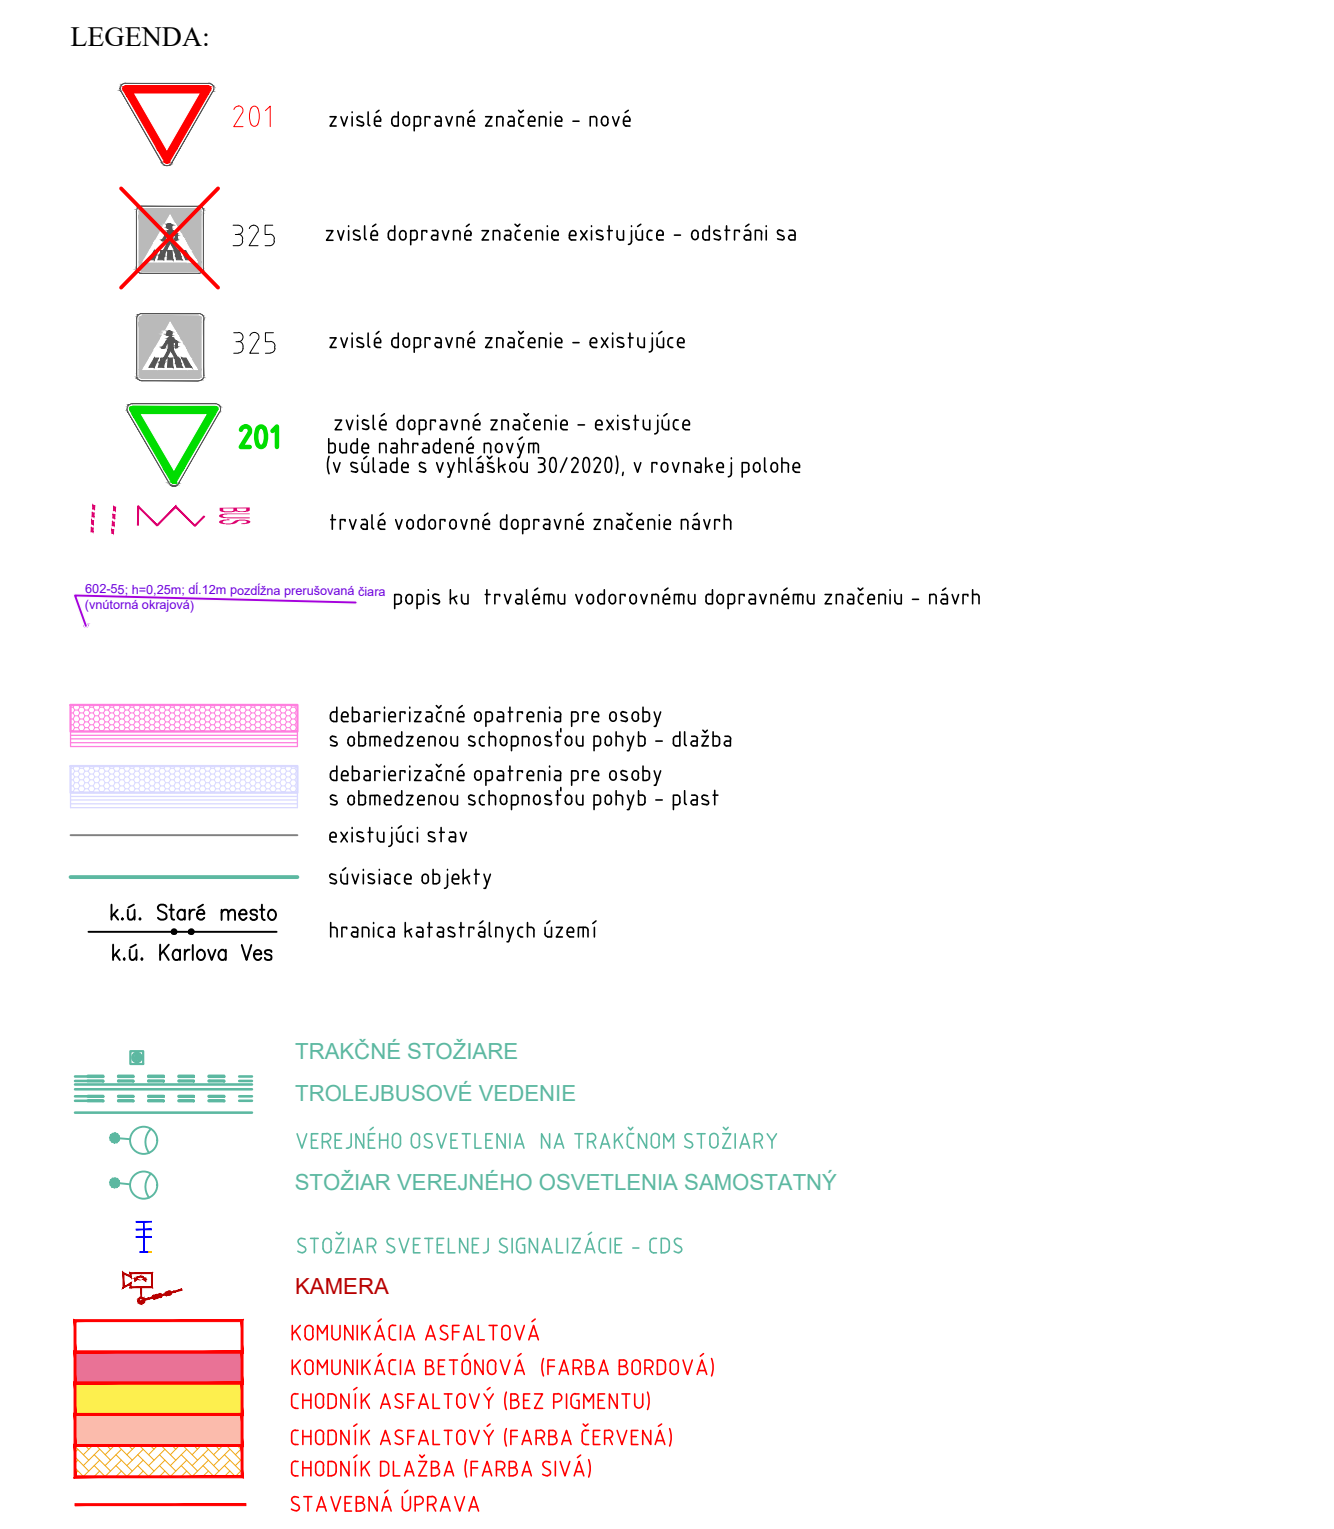 LEGENDA:
201 zvislé dopravné značenie - nové
325 zvislé dopravné značenie existujúce - odstráni sa
325 zvislé dopravné značenie - existujúce
201 zvislé dopravné značenie - existujúce
bude nahradené novým
(v súlade s vyhláškou 30/2020), v rovnakej polohe
BUS trvalé vodorovné dopravné značenie návrh
602-55; h=0,25m; dĺ.12m pozdĺžna prerušovaná čiara
(vnútorná okrajová)
popis ku trvalému vodorovnému dopravnému značeniu - návrh
debarierizačné opatrenia pre osoby
s obmedzenou schopnosťou pohyb - dlažba
debarierizačné opatrenia pre osoby
s obmedzenou schopnosťou pohyb - plast
existujúci stav
súvisiace objekty
k.ú. Staré mesto
hranica katastrálnych území
k.ú. Karlova Ves
TRAKČNÉ STOŽIARE
TROLEJBUSOVÉ VEDENIE
VEREJNÉHO OSVETLENIA NA TRAKČNOM STOŽIARY
STOŽIAR VEREJNÉHO OSVETLENIA SAMOSTATNÝ
STOŽIAR SVETELNEJ SIGNALIZÁCIE - CDS
KAMERA
KOMUNIKÁCIA ASFALTOVÁ
KOMUNIKÁCIA BETÓNOVÁ (FARBA BORDOVÁ)
CHODNÍK ASFALTOVÝ (BEZ PIGMENTU)
CHODNÍK ASFALTOVÝ (FARBA ČERVENÁ)
CHODNÍK DLAŽBA (FARBA SIVÁ)
STAVEBNÁ ÚPRAVA